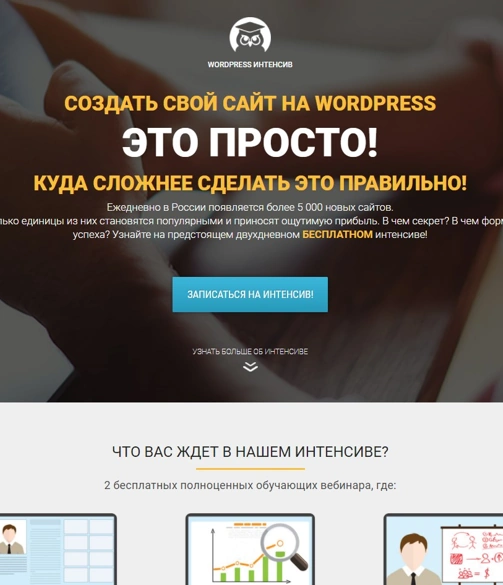 WORDPRESS ИНТЕНСИВ
СОЗДАТЬ СВОЙ САЙТ НА WORDPRESS
ЭТО ПРОСТО!
КУДА СЛОЖНЕЕ СДЕЛАТЬ ЭТО ПРАВИЛЬНО!
Ежедневно в России появляется более 5 000 новых сайтов.
лько единицы из них становятся популярными и приносят ощутимую прибыль. В чем секрет? В чем фор
успеха? Узнайте на предстоящем двухдневном БЕСПЛАТНОМ интенсиве!
ЗАПИСАТЬСЯ НА ИНТЕНСИВ!
УЗНАТЬ БОЛЬШЕ ОБ ИНТЕНСИВЕ
ЧТО ВАС ЖДЕТ В НАШЕМ ИНТЕНСИВЕ?
2 бесплатных полноценных обучающих вебинара, где: